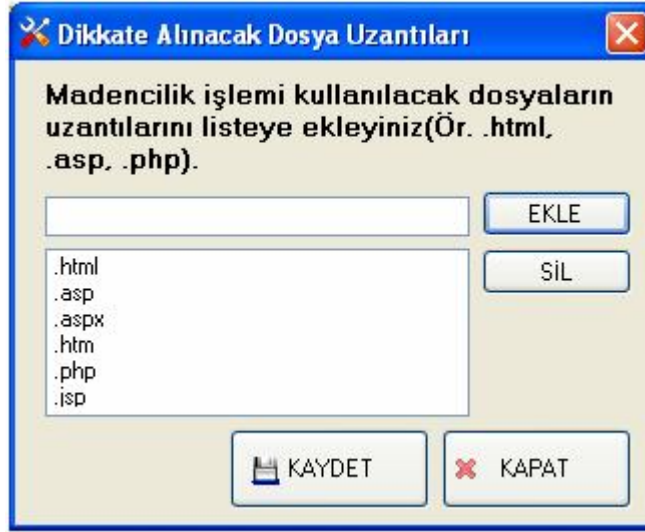 Dikkate Alınacak Dosya Uzantıları
Madencilik işlemi kullanılacak dosyaların
uzantılarını listeye ekleyiniz(Ör. .html,
.asp, .php).
EKLE
SİL
.html
.asp
.aspx
.htm
.php
.jsp
KAYDET
KAPAT